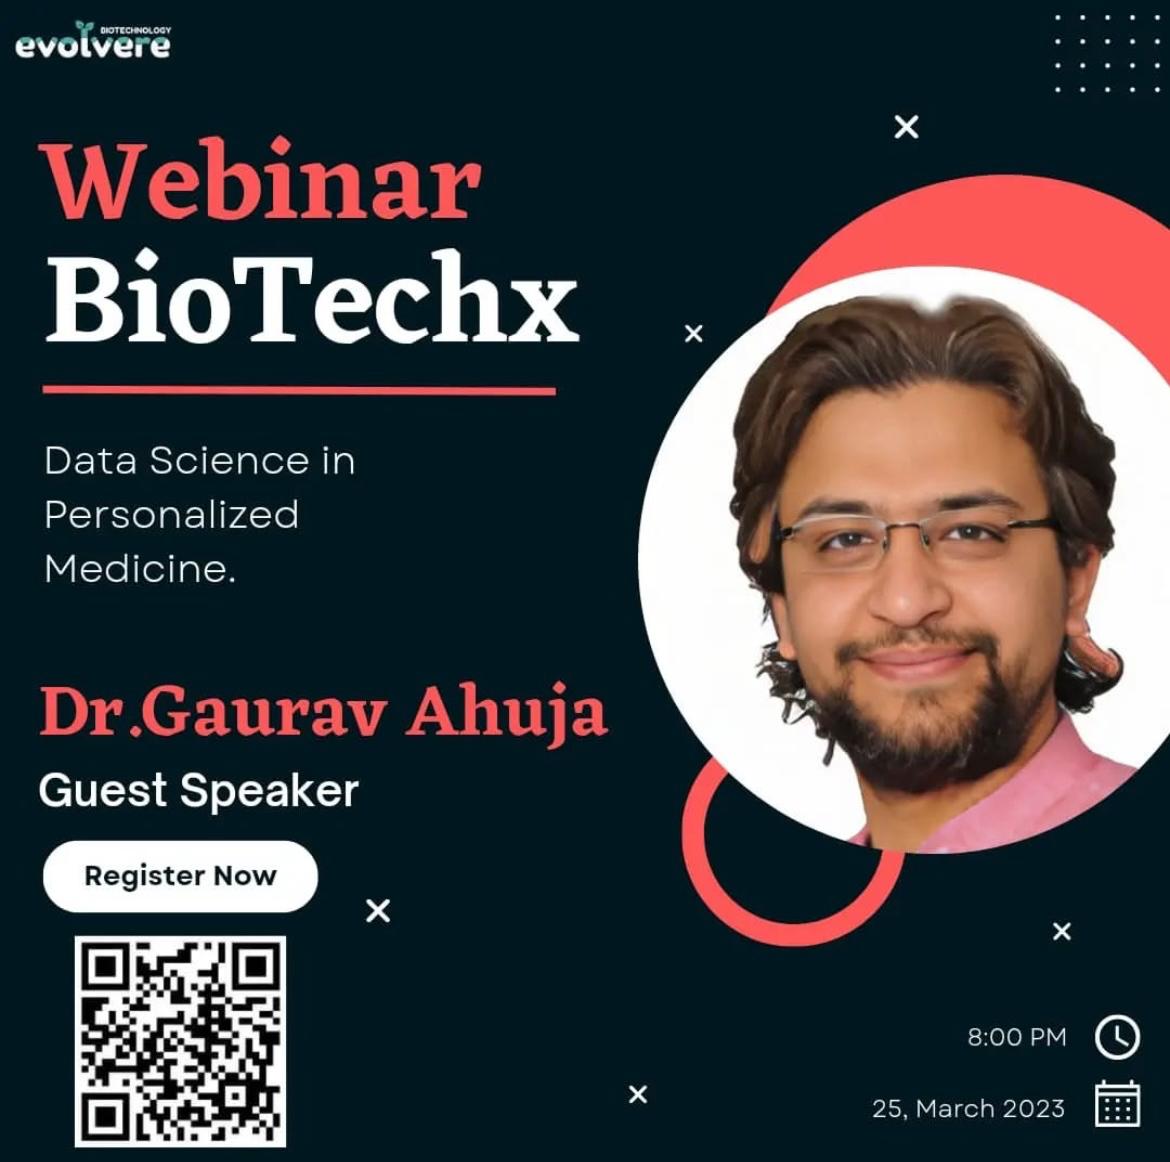 BIOTECHNOLOGY
evolvere
Webinar
BioTechx
Data Science in
Personalized
Medicine.
Dr.Gaurav Ahuja
Guest Speaker
Register Now
8:00 PM
25, March 2023